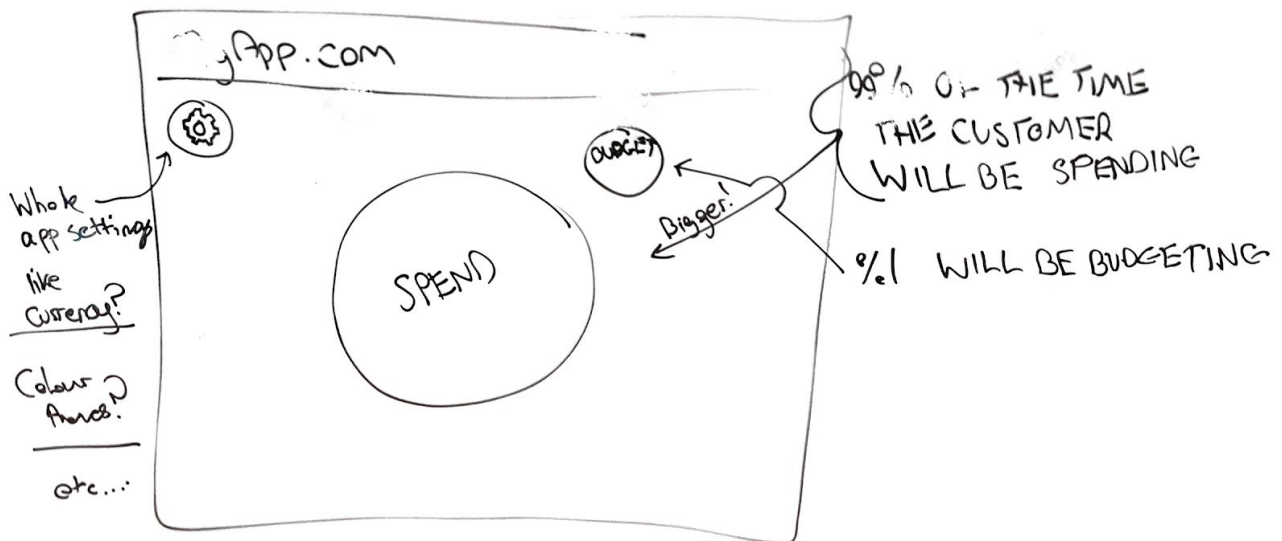 yApp.com
BUDGET
SPEND
Bigger!
99% OF THE TIME
THE CUSTOMER
WILL BE SPENDING
%1 WILL BE BUDGETING
Whole
app settings
like
currency?
Colour
etc....